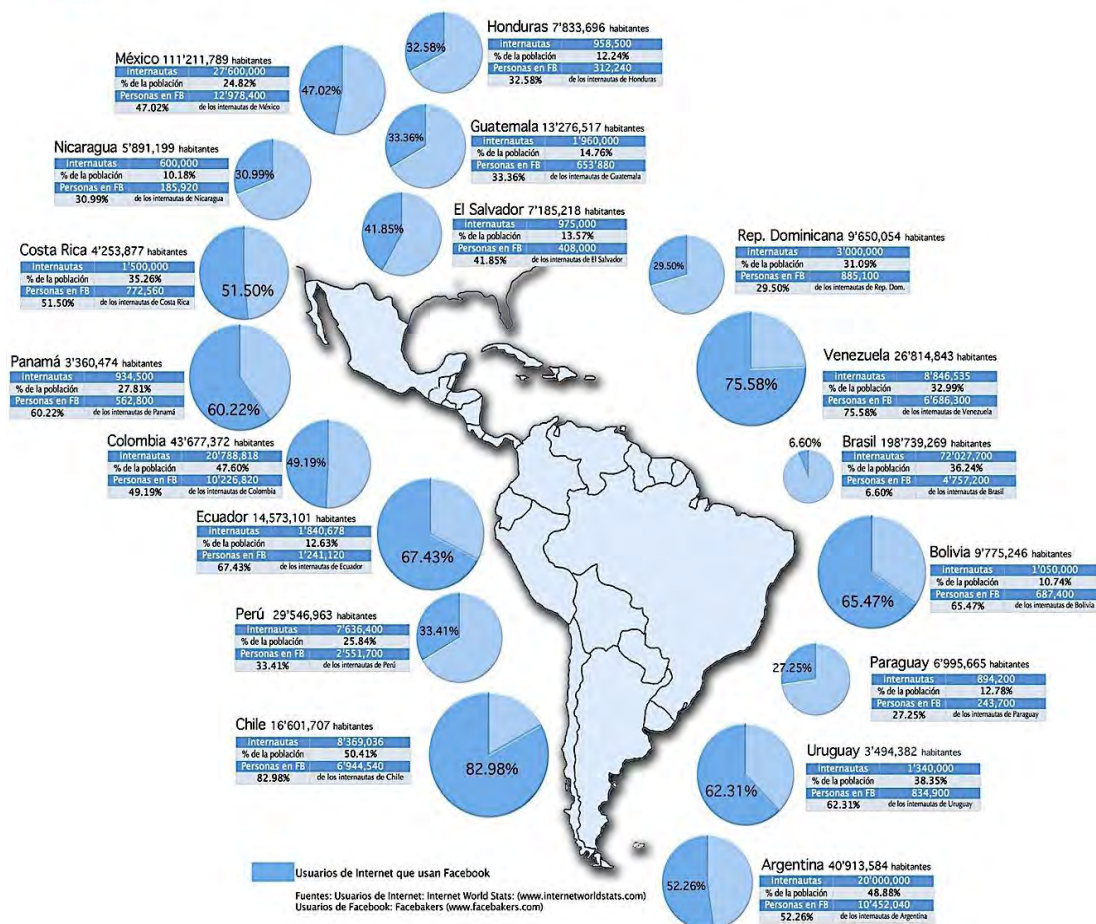 Honduras 7'833,696 habitantes
32.58%
Internautas 958,500
% de la población 12.24%
Personas en FB 312,240
32.58% de los internautas de Honduras
México 111'211,789 habitantes
Internautas 27'600,000
% de la población 24.82%
Personas en FB 12'978,400
47.02% de los internautas de México
47.02%
Guatemala 13'276,517 habitantes
33.36%
Internautas 1'960,000
% de la población 14.76%
Personas en FB 653'880
33.36% de los internautas de Guatemala
Nicaragua 5'891,199 habitantes
Internautas 600,000
% de la población 10.18%
Personas en FB 185,920
30.99% de los internautas de Nicaragua
30.99%
El Salvador 7'185,218 habitantes
41.85%
Internautas 975,000
% de la población 13.57%
Personas en FB 408,000
41.85% de los internautas de El Salvador
Costa Rica 4'253,877 habitantes
Internautas 1'500,000
% de la población 35.26%
Personas en FB 772,560
51.50% de los internautas de Costa Rica
51.50%
Rep. Dominicana 9'650,054 habitantes
29.50%
Internautas 3'000,000
% de la población 31.09%
Personas en FB 885,100
29.50% de los internautas de Rep. Dom.
Panamá 3'360,474 habitantes
Internautas 934,500
% de la población 27.81%
Personas en FB 562,800
60.22% de los internautas de Panamá
60.22%
Venezuela 26'814,843 habitantes
75.58%
Internautas 8'846,535
% de la población 32.99%
Personas en FB 6'686,300
75.58% de los internautas de Venezuela
Colombia 43'677,372 habitantes
Internautas 20'788,818
% de la población 47.60%
Personas en FB 10'226,820
49.19% de los internautas de Colombia
49.19%
6.60%
Brasil 198'739,269 habitantes
Internautas 72'027,700
% de la población 36.24%
Personas en FB 4'757,200
6.60% de los internautas de Brasil
Ecuador 14,573,101 habitantes
Internautas 1'840,678
% de la población 12.63%
Personas en FB 1'241,120
67.43% de los internautas de Ecuador
67.43%
Bolivia 9'775,246 habitantes
65.47%
Internautas 1'050,000
% de la población 10.74%
Personas en FB 687,400
65.47% de los internautas de Bolivia
Perú 29'546,963 habitantes
Internautas 7'636,400
% de la población 25.84%
Personas en FB 2'551,700
33.41% de los internautas de Perú
33.41%
Paraguay 6'995,665 habitantes
27.25%
Internautas 894,200
% de la población 12.78%
Personas en FB 243,700
27.25% de los internautas de Paraguay
Chile 16'601,707 habitantes
Internautas 8'369,036
% de la población 50.41%
Personas en FB 6'944,540
82.98% de los internautas de Chile
82.98%
Uruguay 3'494,382 habitantes
62.31%
Internautas 1'340,000
% de la población 38.35%
Personas en FB 834,900
62.31% de los internautas de Uruguay
Argentina 40'913,584 habitantes
52.26%
Internautas 20'000,000
% de la población 48.88%
Personas en FB 10'452,040
52.26% de los internautas de Argentina
Usuarios de Internet que usan Facebook
Fuentes: Usuarios de Internet: Internet World Stats: (www.internetworldstats.com)
Usuarios de Facebook: Facebakers (www.facebakers.com)